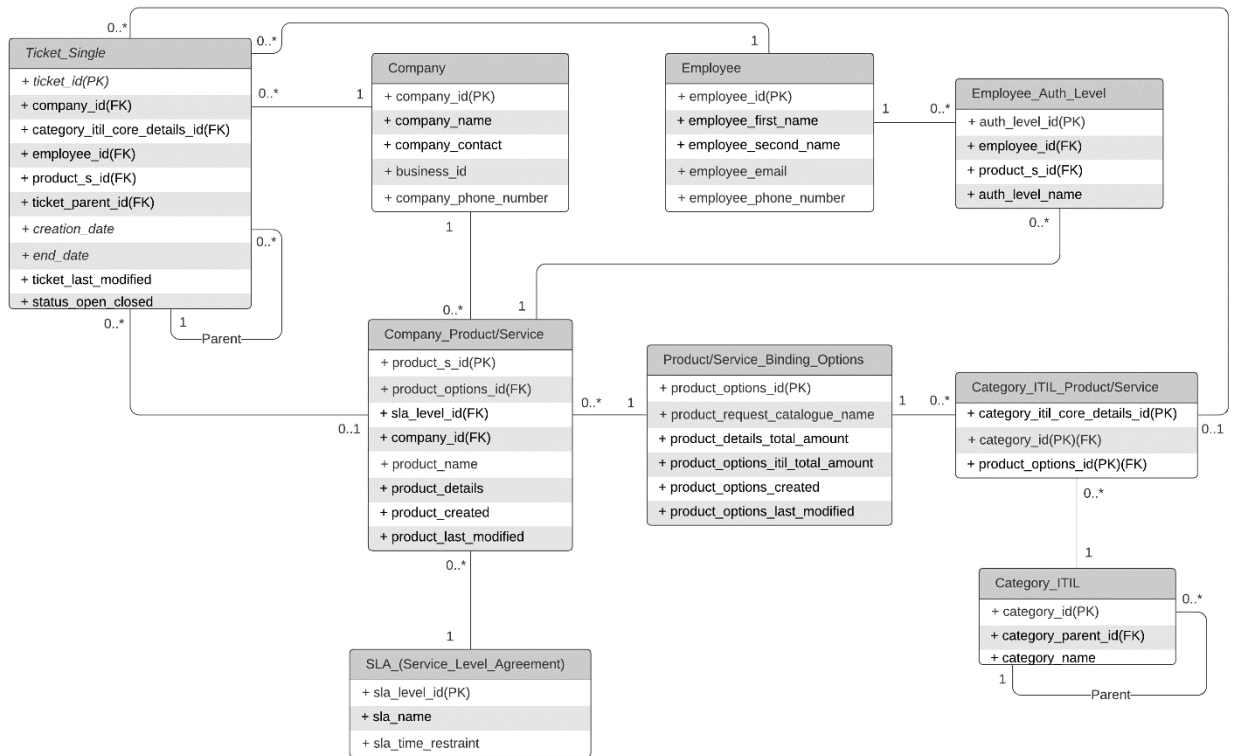 0..*
Ticket_Single
+ ticket_id(PK)
+ company_id(FK)
+ category_itil_core_details_id(FK)
+ employee_id(FK)
+ product_s_id(FK)
+ ticket_parent_id(FK)
+ creation_date
+ end_date
+ ticket_last_modified
+ status_open_closed
0..*
1
0..*
1
0..*
1
Parent
0..*
0..1
Company
+ company_id(PK)
+ company_name
+ company_contact
+ business_id
+ company_phone_number
1
0..*
Employee
+ employee_id(PK)
+ employee_first_name
+ employee_second_name
+ employee_email
+ employee_phone_number
1
0..*
Employee_Auth_Level
+ auth_level_id(PK)
+ employee_id(FK)
+ product_s_id(FK)
+ auth_level_name
0..*
1
Company_Product/Service
+ product_s_id(PK)
+ product_options_id(FK)
+ sla_level_id(FK)
+ company_id(FK)
+ product_name
+ product_details
+ product_created
+ product_last_modified
0..*
1
Product/Service_Binding_Options
+ product_options_id(PK)
+ product_request_catalogue_name
+ product_details_total_amount
+ product_options_itil_total_amount
+ product_options_created
+ product_options_last_modified
1
0..*
Category_ITIL_Product/Service
+ category_itil_core_details_id(PK)
+ category_id(PK)(FK)
+ product_options_id(PK)(FK)
0..1
0..*
1
Category_ITIL
+ category_id(PK)
+ category_parent_id(FK)
+ category_name
0..*
1
Parent
0..*
1
SLA_(Service_Level_Agreement)
+ sla_level_id(PK)
+ sla_name
+ sla_time_restraint